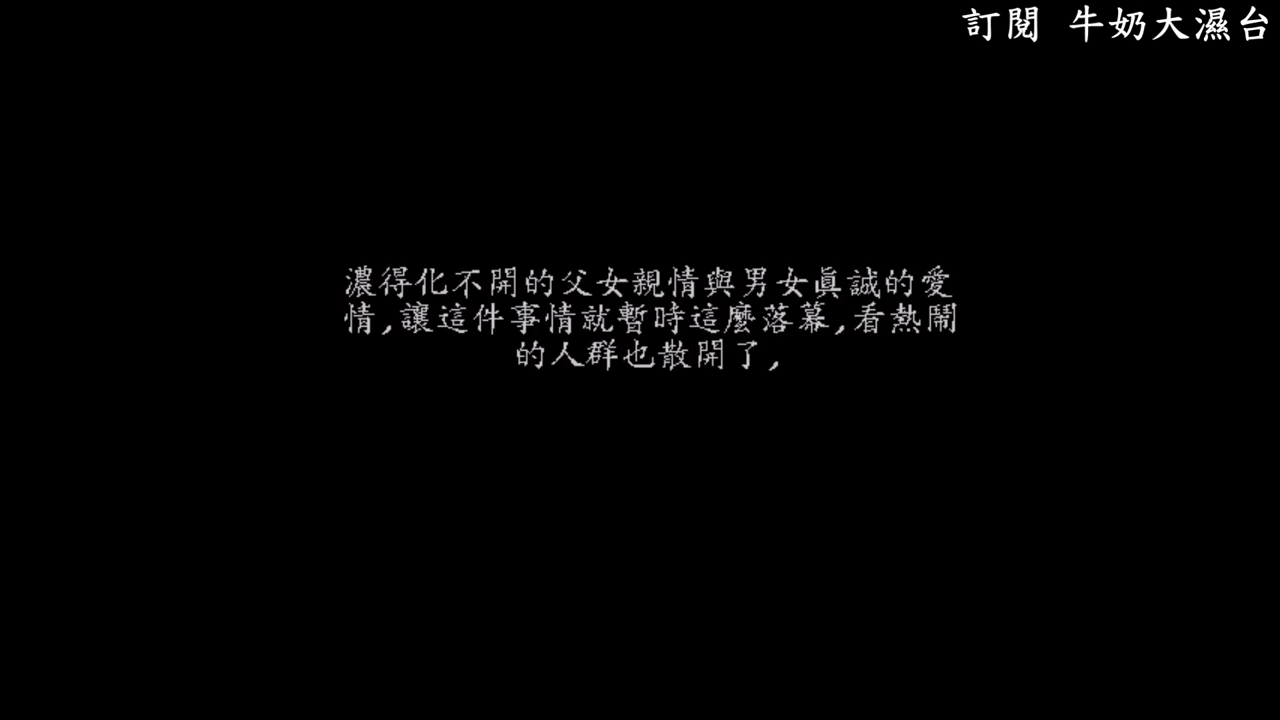 訂閱 牛奶大濕台
濃得化不開的父女親情與男女眞誠的愛
情,讓這件事情就暫時這麼落幕,看熱鬧
的人群也散開了,